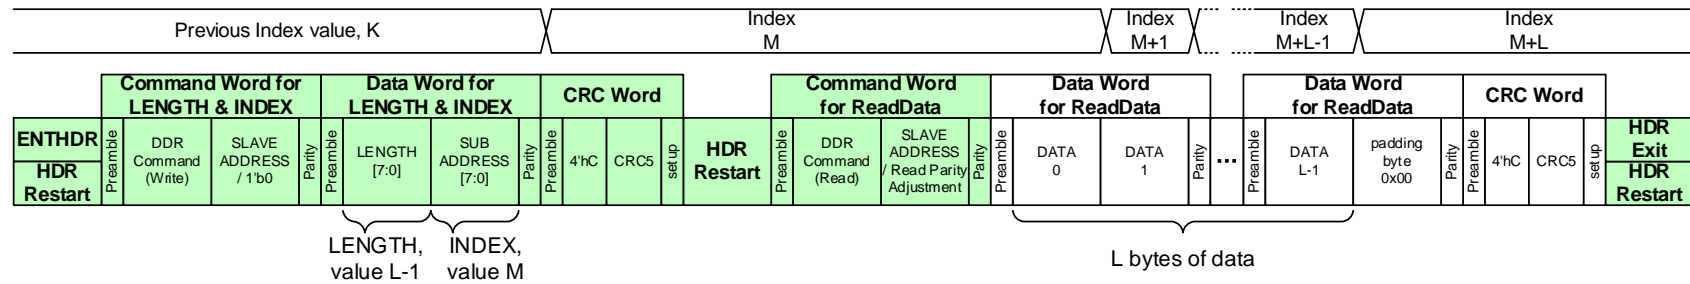 Previous Index value, K
Index
M
Index
M+1
Index
M+L-1
Index
M+L
Command Word for
LENGTH & INDEX
Data Word for
LENGTH & INDEX
CRC Word
Command Word
for ReadData
Data Word
for ReadData
Data Word
for ReadData
CRC Word
ENTHDR
HDR
Restart
Preamble
DDR
Command
(Write)
SLAVE
ADDRESS
/ 1'b0
Parity
Preamble
LENGTH
[7:0]
SUB
ADDRESS
[7:0]
Parity
Preamble
4'hC
CRC5
setup
HDR
Restart
Preamble
DDR
Command
(Read)
SLAVE
ADDRESS
/ Read Parity
Adjustment
Parity
Preamble
DATA
0
DATA
1
Parity
...
Preamble
DATA
L-1
padding
byte
0x00
Parity
Preamble
4'hC
CRC5
setup
HDR
Exit
HDR
Restart
LENGTH,
value L-1
INDEX,
value M
L bytes of data